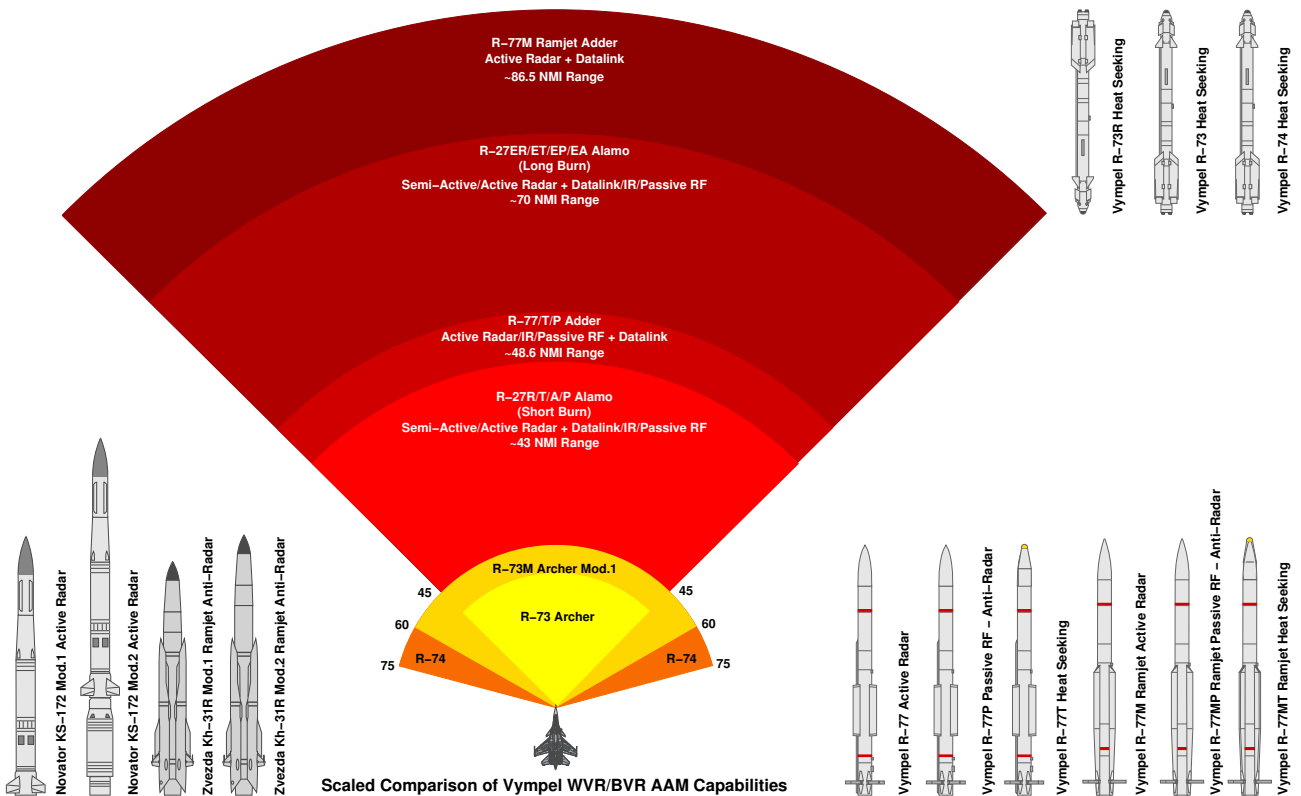 R−77M Ramjet Adder
Active Radar + Datalink
~86.5 NMI Range
R−27ER/ET/EP/EA Alamo
(Long Burn)
Semi−Active/Active Radar + Datalink/IR/Passive RF
~70 NMI Range
R−77/T/P Adder
Active Radar/IR/Passive RF + Datalink
~48.6 NMI Range
R−27R/T/A/P Alamo
(Short Burn)
Semi−Active/Active Radar + Datalink/IR/Passive RF
~43 NMI Range
R−73M Archer Mod.1
R−73 Archer
45
45
60
60
R−74
R−74
75
75
Scaled Comparison of Vympel WVR/BVR AAM Capabilities
Vympel R−73R Heat Seeking
Vympel R−73 Heat Seeking
Vympel R−74 Heat Seeking
Novator KS−172 Mod.1 Active Radar
Novator KS−172 Mod.2 Active Radar
Zvezda Kh−31R Mod.1 Ramjet Anti−Radar
Zvezda Kh−31R Mod.2 Ramjet Anti−Radar
Vympel R−77 Active Radar
Vympel R−77P Passive RF − Anti−Radar
Vympel R−77T Heat Seeking
Vympel R−77M Ramjet Active Radar
Vympel R−77MP Ramjet Passive RF − Anti−Radar
Vympel R−77MT Ramjet Heat Seeking